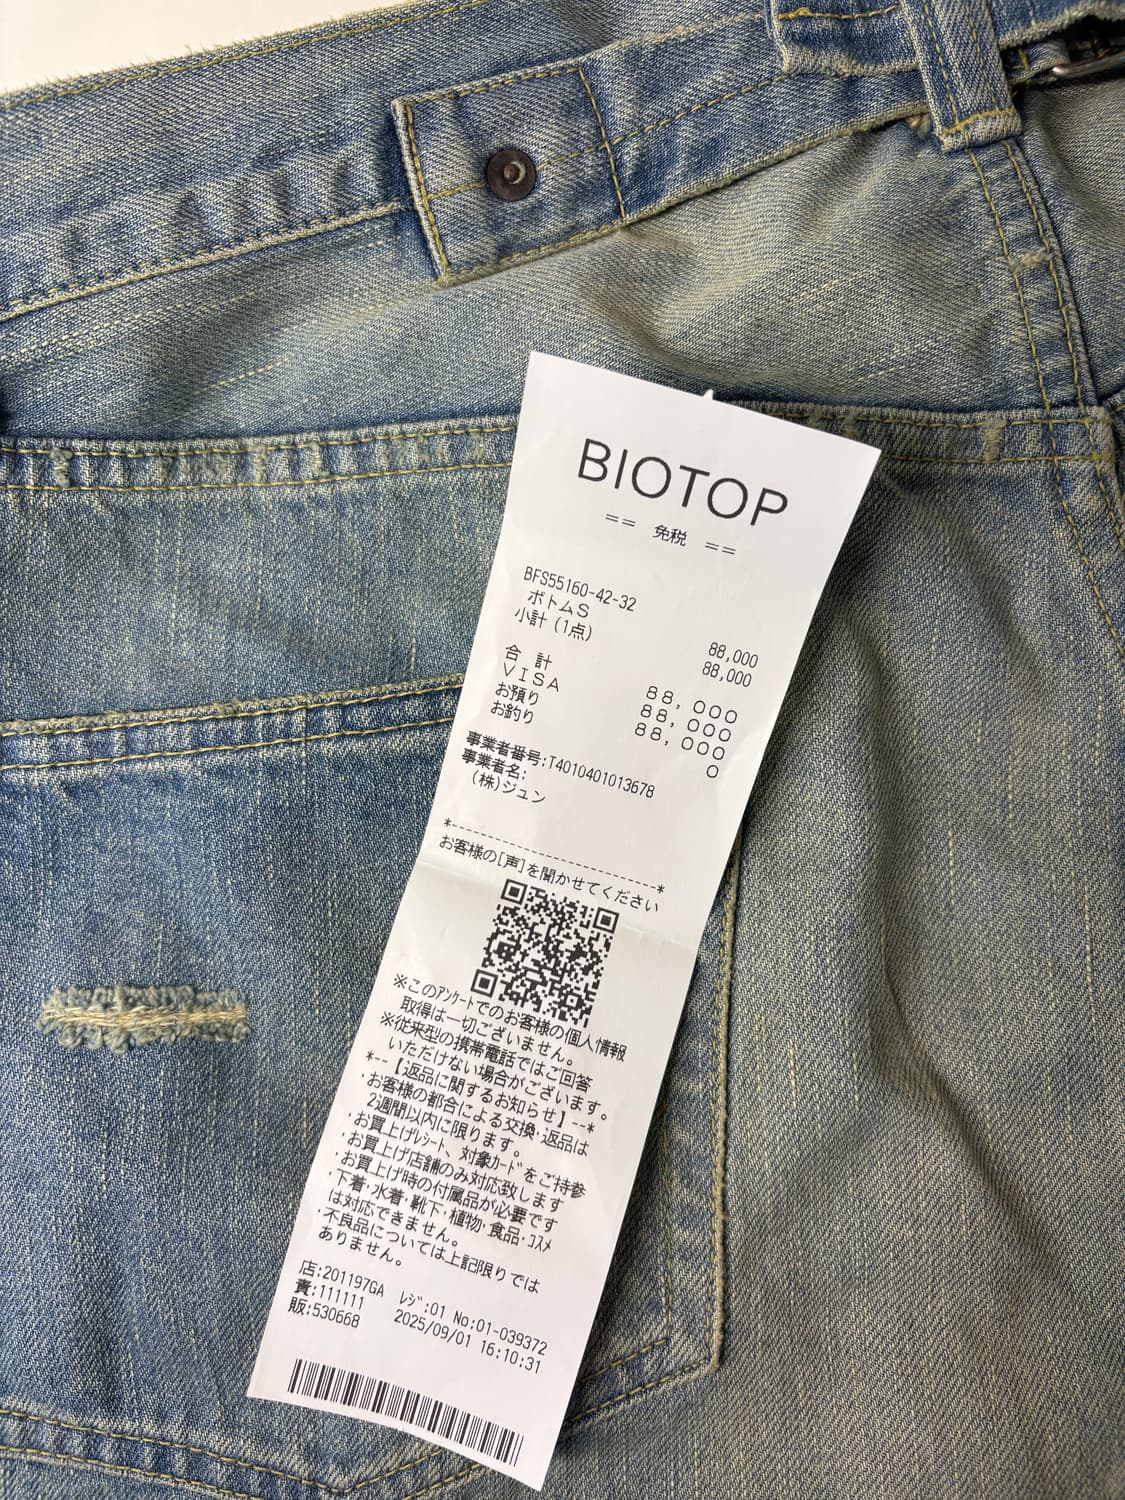 BIOTOP
== 免税 ==
BFS55160-42-32
ボトムS 88,000
小計(1点) 88,000
合 計 88,000
VISA 88,000
お預り 88,000
お釣り 0
事業者番号:T4010401013678
事業者名:
(株)ジュン
*-----------------------------*
お客様の[声]を聞かせてください
※このアンケートでのお客様の個人情報
取得は一切ございません。
※従来型の携帯電話ではご回答
いただけない場合がございます。
*--【返品に関するお知らせ】--*
・お客様の都合による交換・返品は
2週間以内に限ります。
・お買上げレシート、対象カードをご持参
・お買上げ店舗のみ対応致します
・お買上げ時の付属品が必要です
・下着・水着・靴下・植物・食品・コスメ
は対応できません。
・不良品については上記限りでは
ありません。
店:201197GA レジ:01 No:01-039372
責:111111 2025/09/01 16:10:31
販:530668